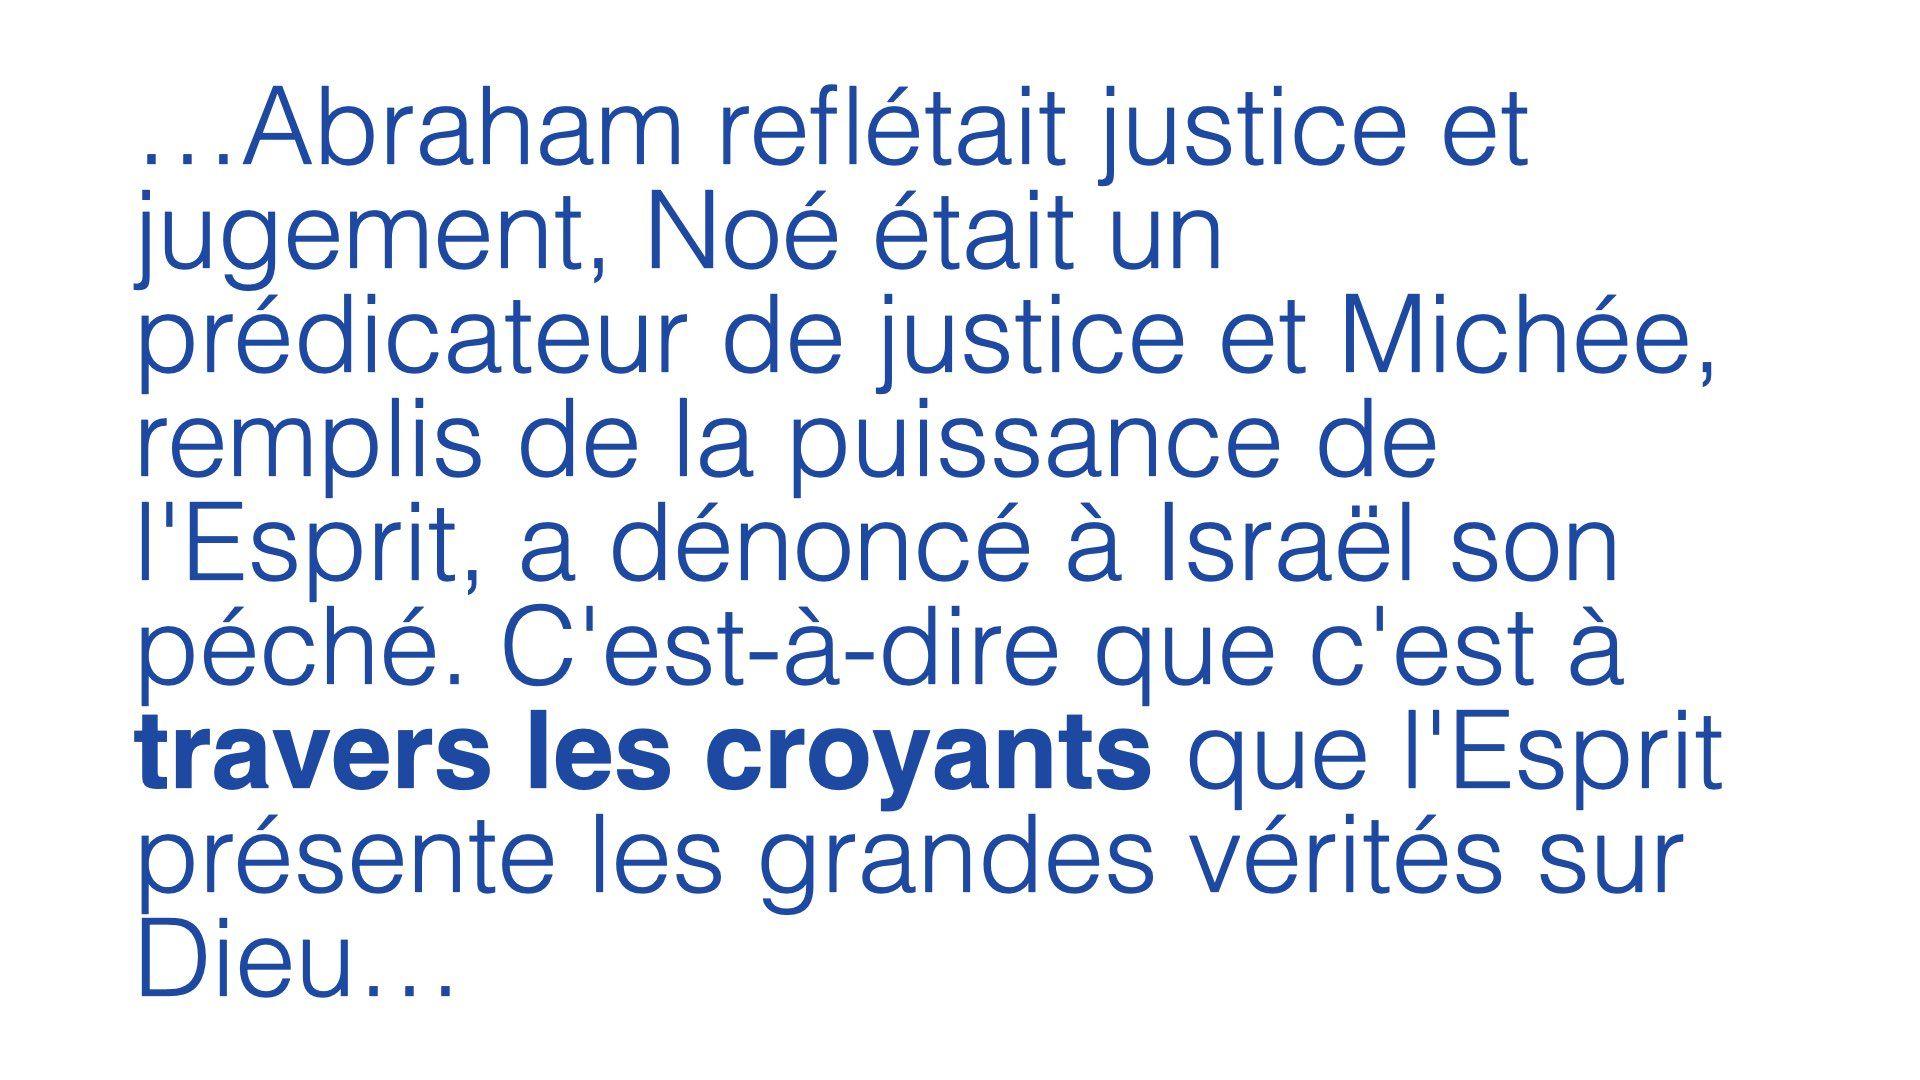 …Abraham reflétait justice et
jugement, Noé était un
prédicateur de justice et Michée,
remplis de la puissance de
l'Esprit, a dénoncé à Israël son
péché. C'est-à-dire que c'est à
travers les croyants que l'Esprit
présente les grandes vérités sur
Dieu…